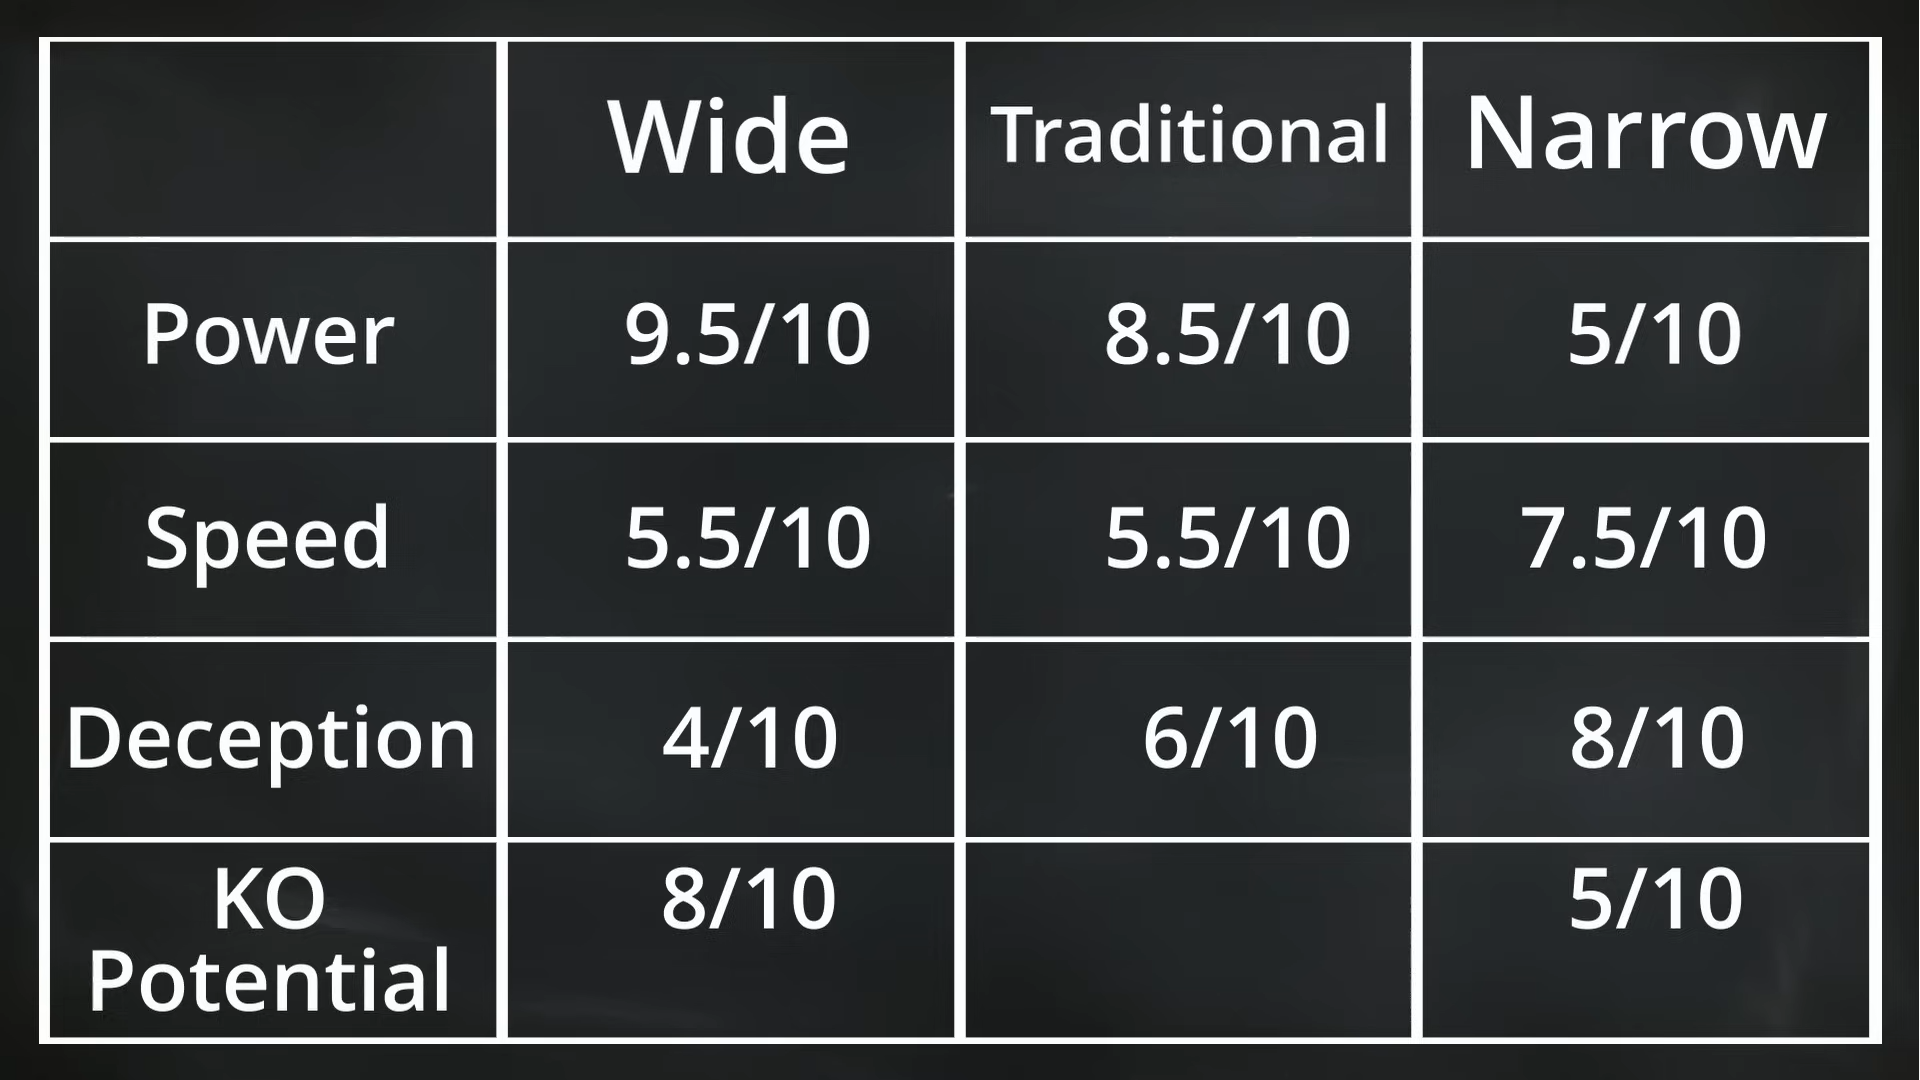 Wide Traditional Narrow
Power 9.5/10 8.5/10 5/10
Speed 5.5/10 5.5/10 7.5/10
Deception 4/10 6/10 8/10
KO 8/10 5/10
Potential